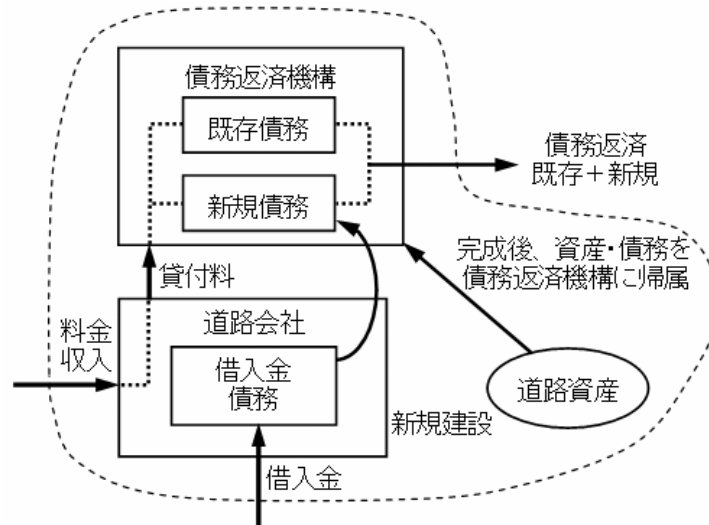 債務返済機構
既存債務
新規債務
債務返済
既存＋新規
完成後、資産・債務を
債務返済機構に帰属
貸付料
料金
収入
道路会社
借入金
債務
新規建設
道路資産
借入金